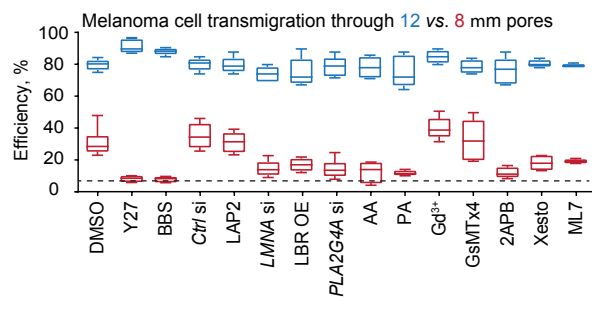 Melanoma cell transmigration through 12 vs. 8 mm pores
Efficiency, %
100
80
60
40
20
0
DMSO
Y27
BBS
Ctrl si
LAP2
LMNA si
LBR OE
PLA2G4A si
AA
PA
Gd³⁺
GsMTx4
2APB
Xesto
ML7